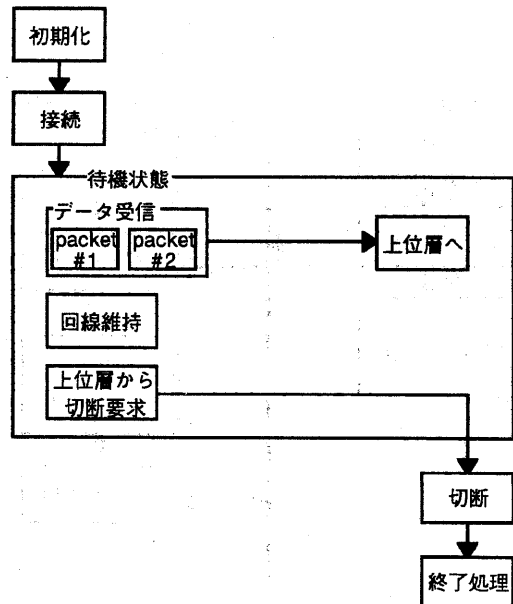 初期化
接続
待機状態
データ受信
packet
#1
packet
#2
上位層へ
回線維持
上位層から
切断要求
切断
終了処理